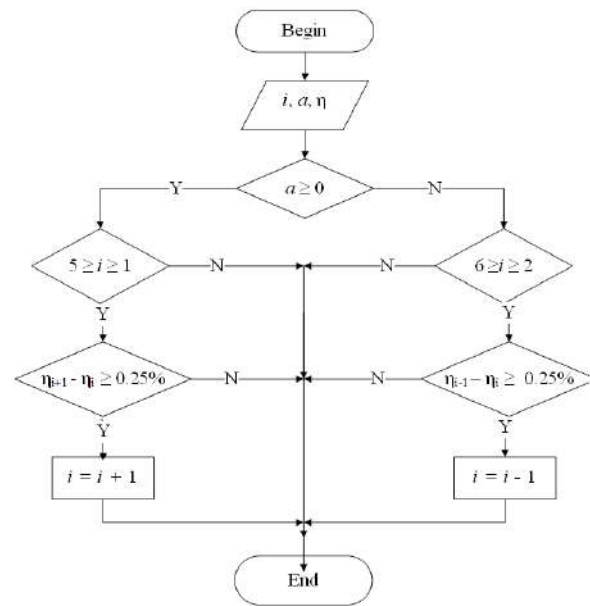 Begin
i, a, η
a ≥ 0
Y
N
5 ≥ i ≥ 1
N
N
6 ≥ i ≥ 2
Y
Y
ηi+1 - ηi ≥ 0.25%
N
N
ηi-1 – ηi ≥ 0.25%
Y
Y
i = i + 1
i = i - 1
End